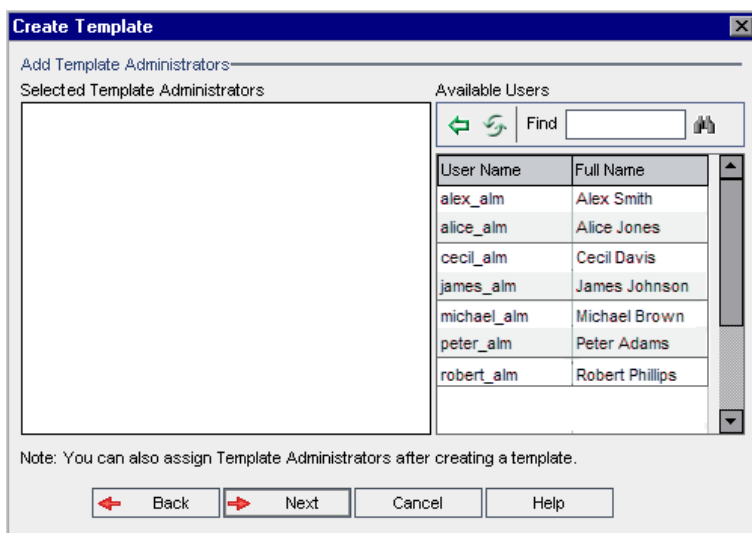 Create Template
Add Template Administrators
Selected Template Administrators
Available Users
Find
User Name Full Name
alex_alm Alex Smith
alice_alm Alice Jones
cecil_alm Cecil Davis
james_alm James Johnson
michael_alm Michael Brown
peter_alm Peter Adams
robert_alm Robert Phillips
Note: You can also assign Template Administrators after creating a template.
Back Next Cancel Help